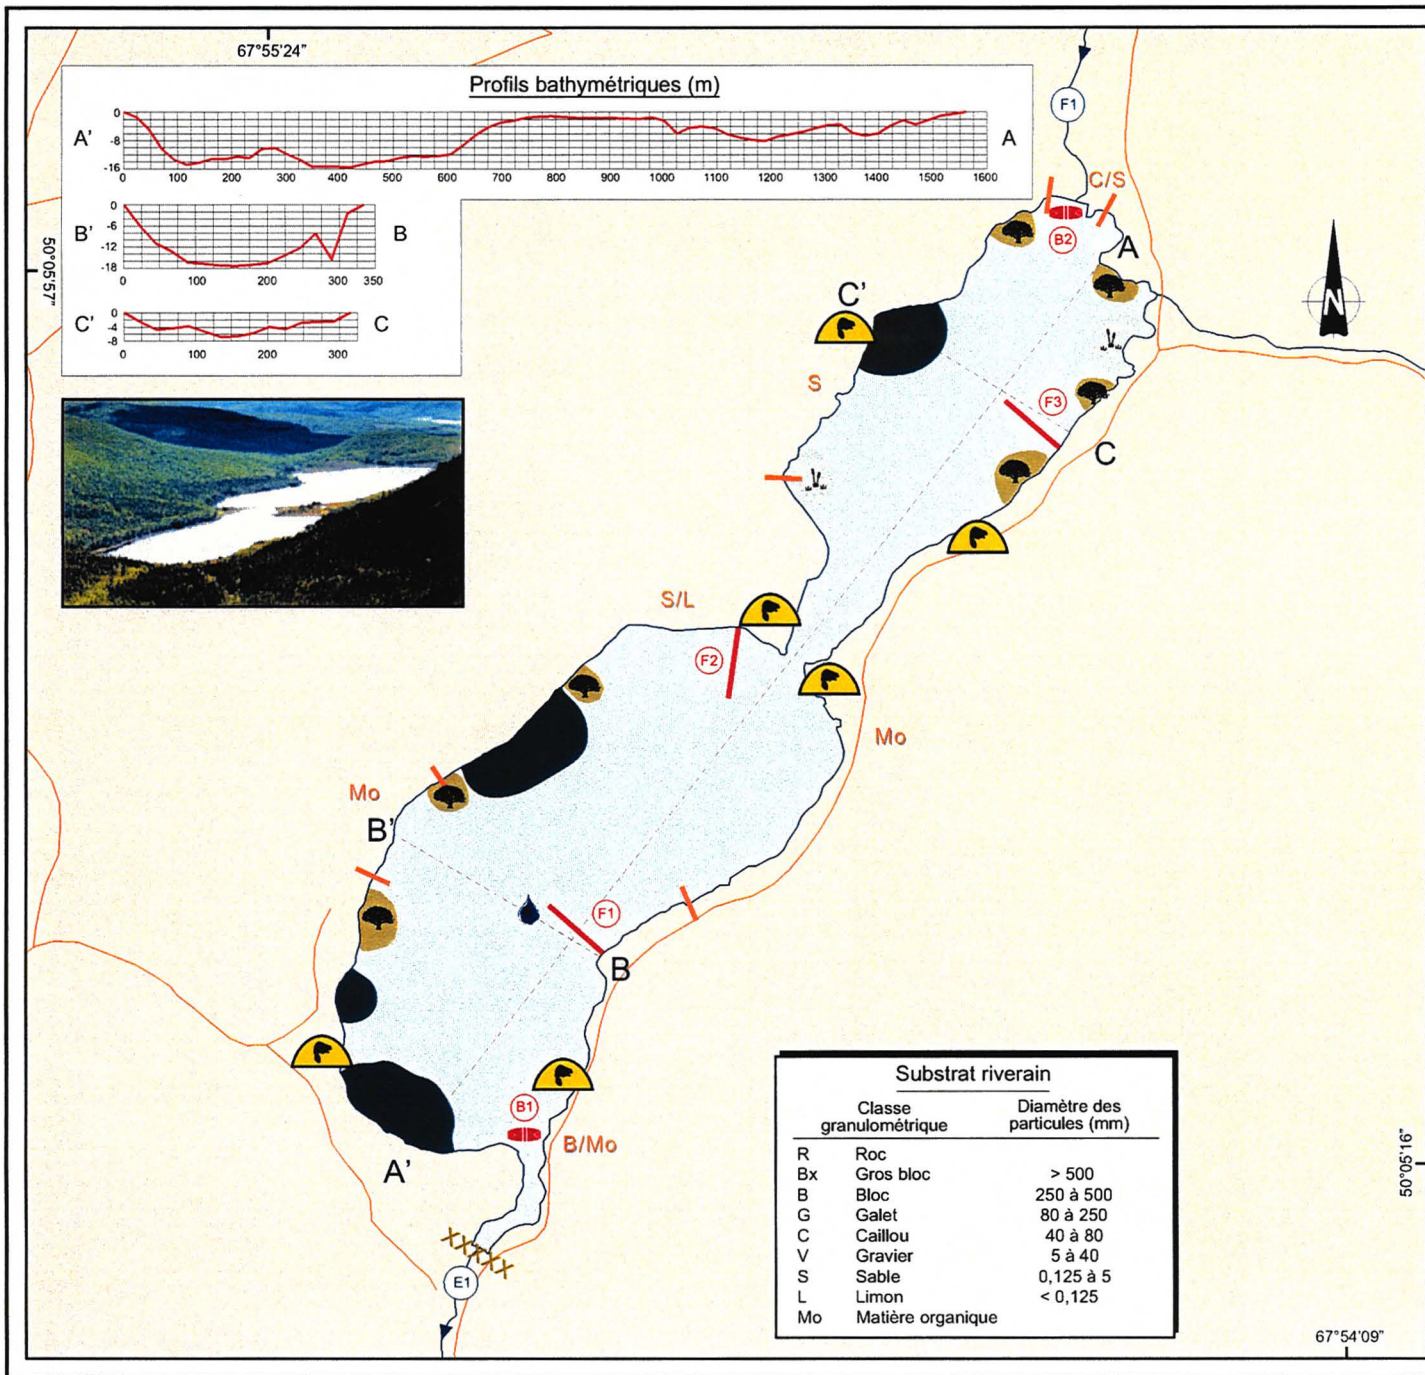 67°55'24"
Profils bathymétriques (m)
A' A
0
-8
-16
0 100 200 300 400 500 600 700 800 900 1000 1100 1200 1300 1400 1500 1600
B' B
0
-6
-12
-18
0 100 200 300 350
C' C
0
-4
-8
0 100 200 300
50°05'57"
F1
C/S
B2
A
N
C'
S
F3
C
S/L
F2
Mo
Mo
B'
F1
B
B1
B/Mo
A'
E1
Substrat riverain
Classe granulométrique Diamètre des particules (mm)
R Roc
Bx Gros bloc > 500
B Bloc 250 à 500
G Galet 80 à 250
C Caillou 40 à 80
V Gravier 5 à 40
S Sable 0,125 à 5
L Limon < 0,125
Mo Matière organique
50°05'16"
67°54'09"